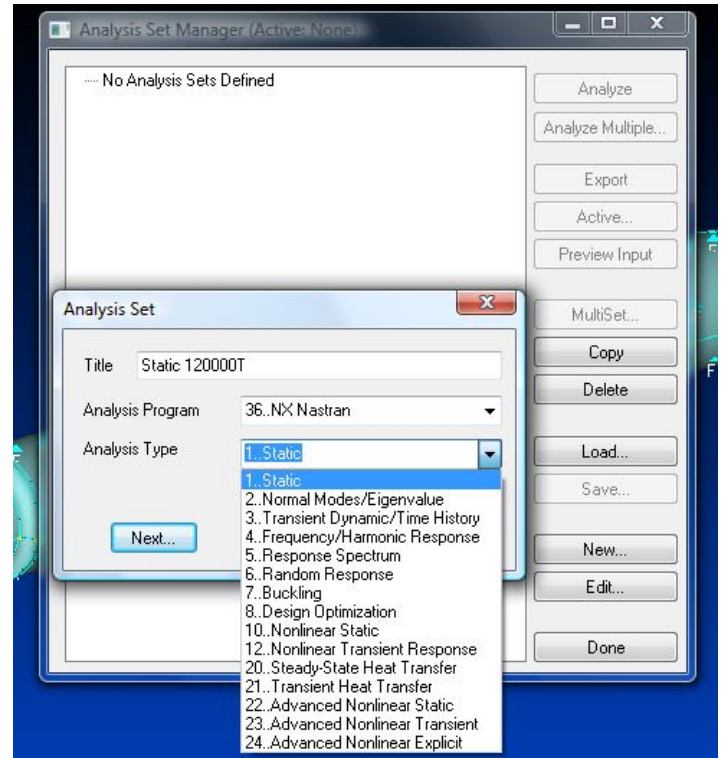 Analysis Set Manager (Active: None)
No Analysis Sets Defined
Analyze
Analyze Multiple...
Export
Active...
Preview Input
MultiSet...
Copy
Delete
Load...
Save...
New...
Edit...
Done
Analysis Set
Title Static 120000T
Analysis Program 36..NX Nastran
Analysis Type 1..Static
1..Static
2..Normal Modes/Eigenvalue
3..Transient Dynamic/Time History
4..Frequency/Harmonic Response
5..Response Spectrum
6..Random Response
7..Buckling
8..Design Optimization
10..Nonlinear Static
12..Nonlinear Transient Response
20..Steady-State Heat Transfer
21..Transient Heat Transfer
22..Advanced Nonlinear Static
23..Advanced Nonlinear Transient
24..Advanced Nonlinear Explicit
Next...
F